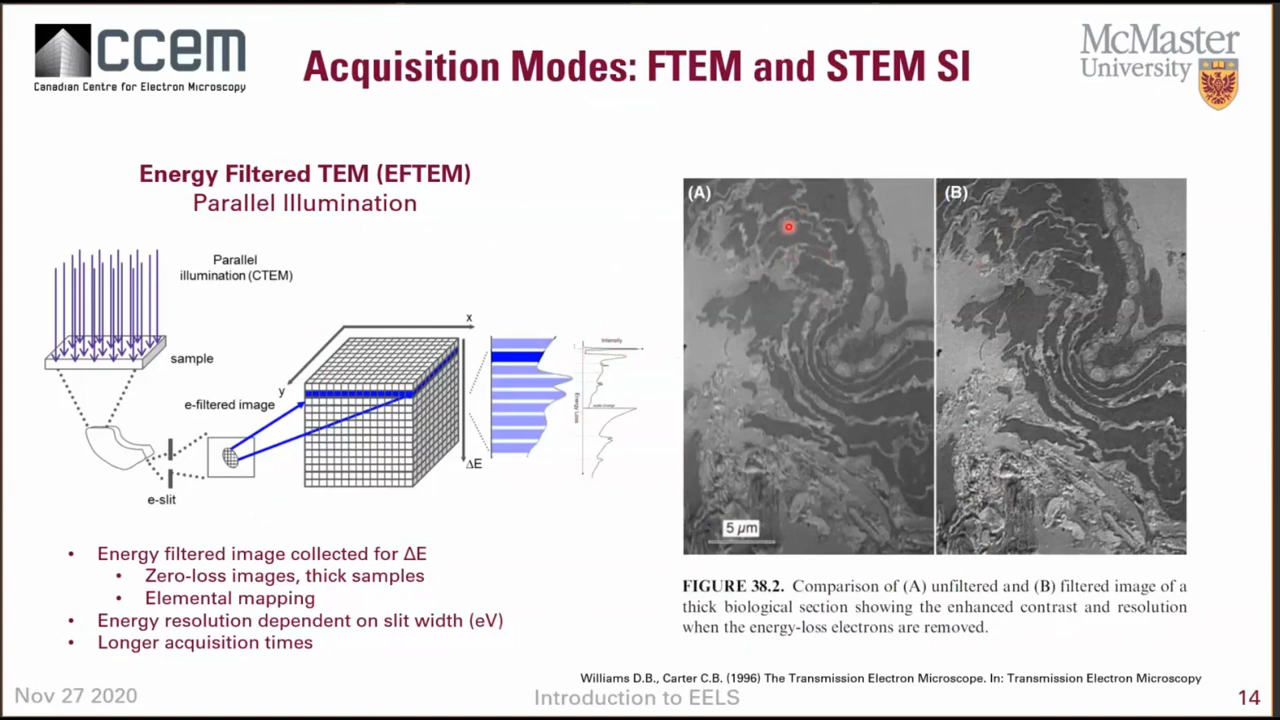 ccem
Canadian Centre for Electron Microscopy
Acquisition Modes: FTEM and STEM SI
McMaster
University
Energy Filtered TEM (EFTEM)
Parallel Illumination
Parallel
illumination (CTEM)
sample
e-filtered image
e-slit
x
y
ΔE
Intensity
Energy Loss
(A)
(B)
5 µm
• Energy filtered image collected for ΔE
• Zero-loss images, thick samples
• Elemental mapping
• Energy resolution dependent on slit width (eV)
• Longer acquisition times
FIGURE 38.2. Comparison of (A) unfiltered and (B) filtered image of a
thick biological section showing the enhanced contrast and resolution
when the energy-loss electrons are removed.
Williams D.B., Carter C.B. (1996) The Transmission Electron Microscope. In: Transmission Electron Microscopy
Nov 27 2020
Introduction to EELS
14